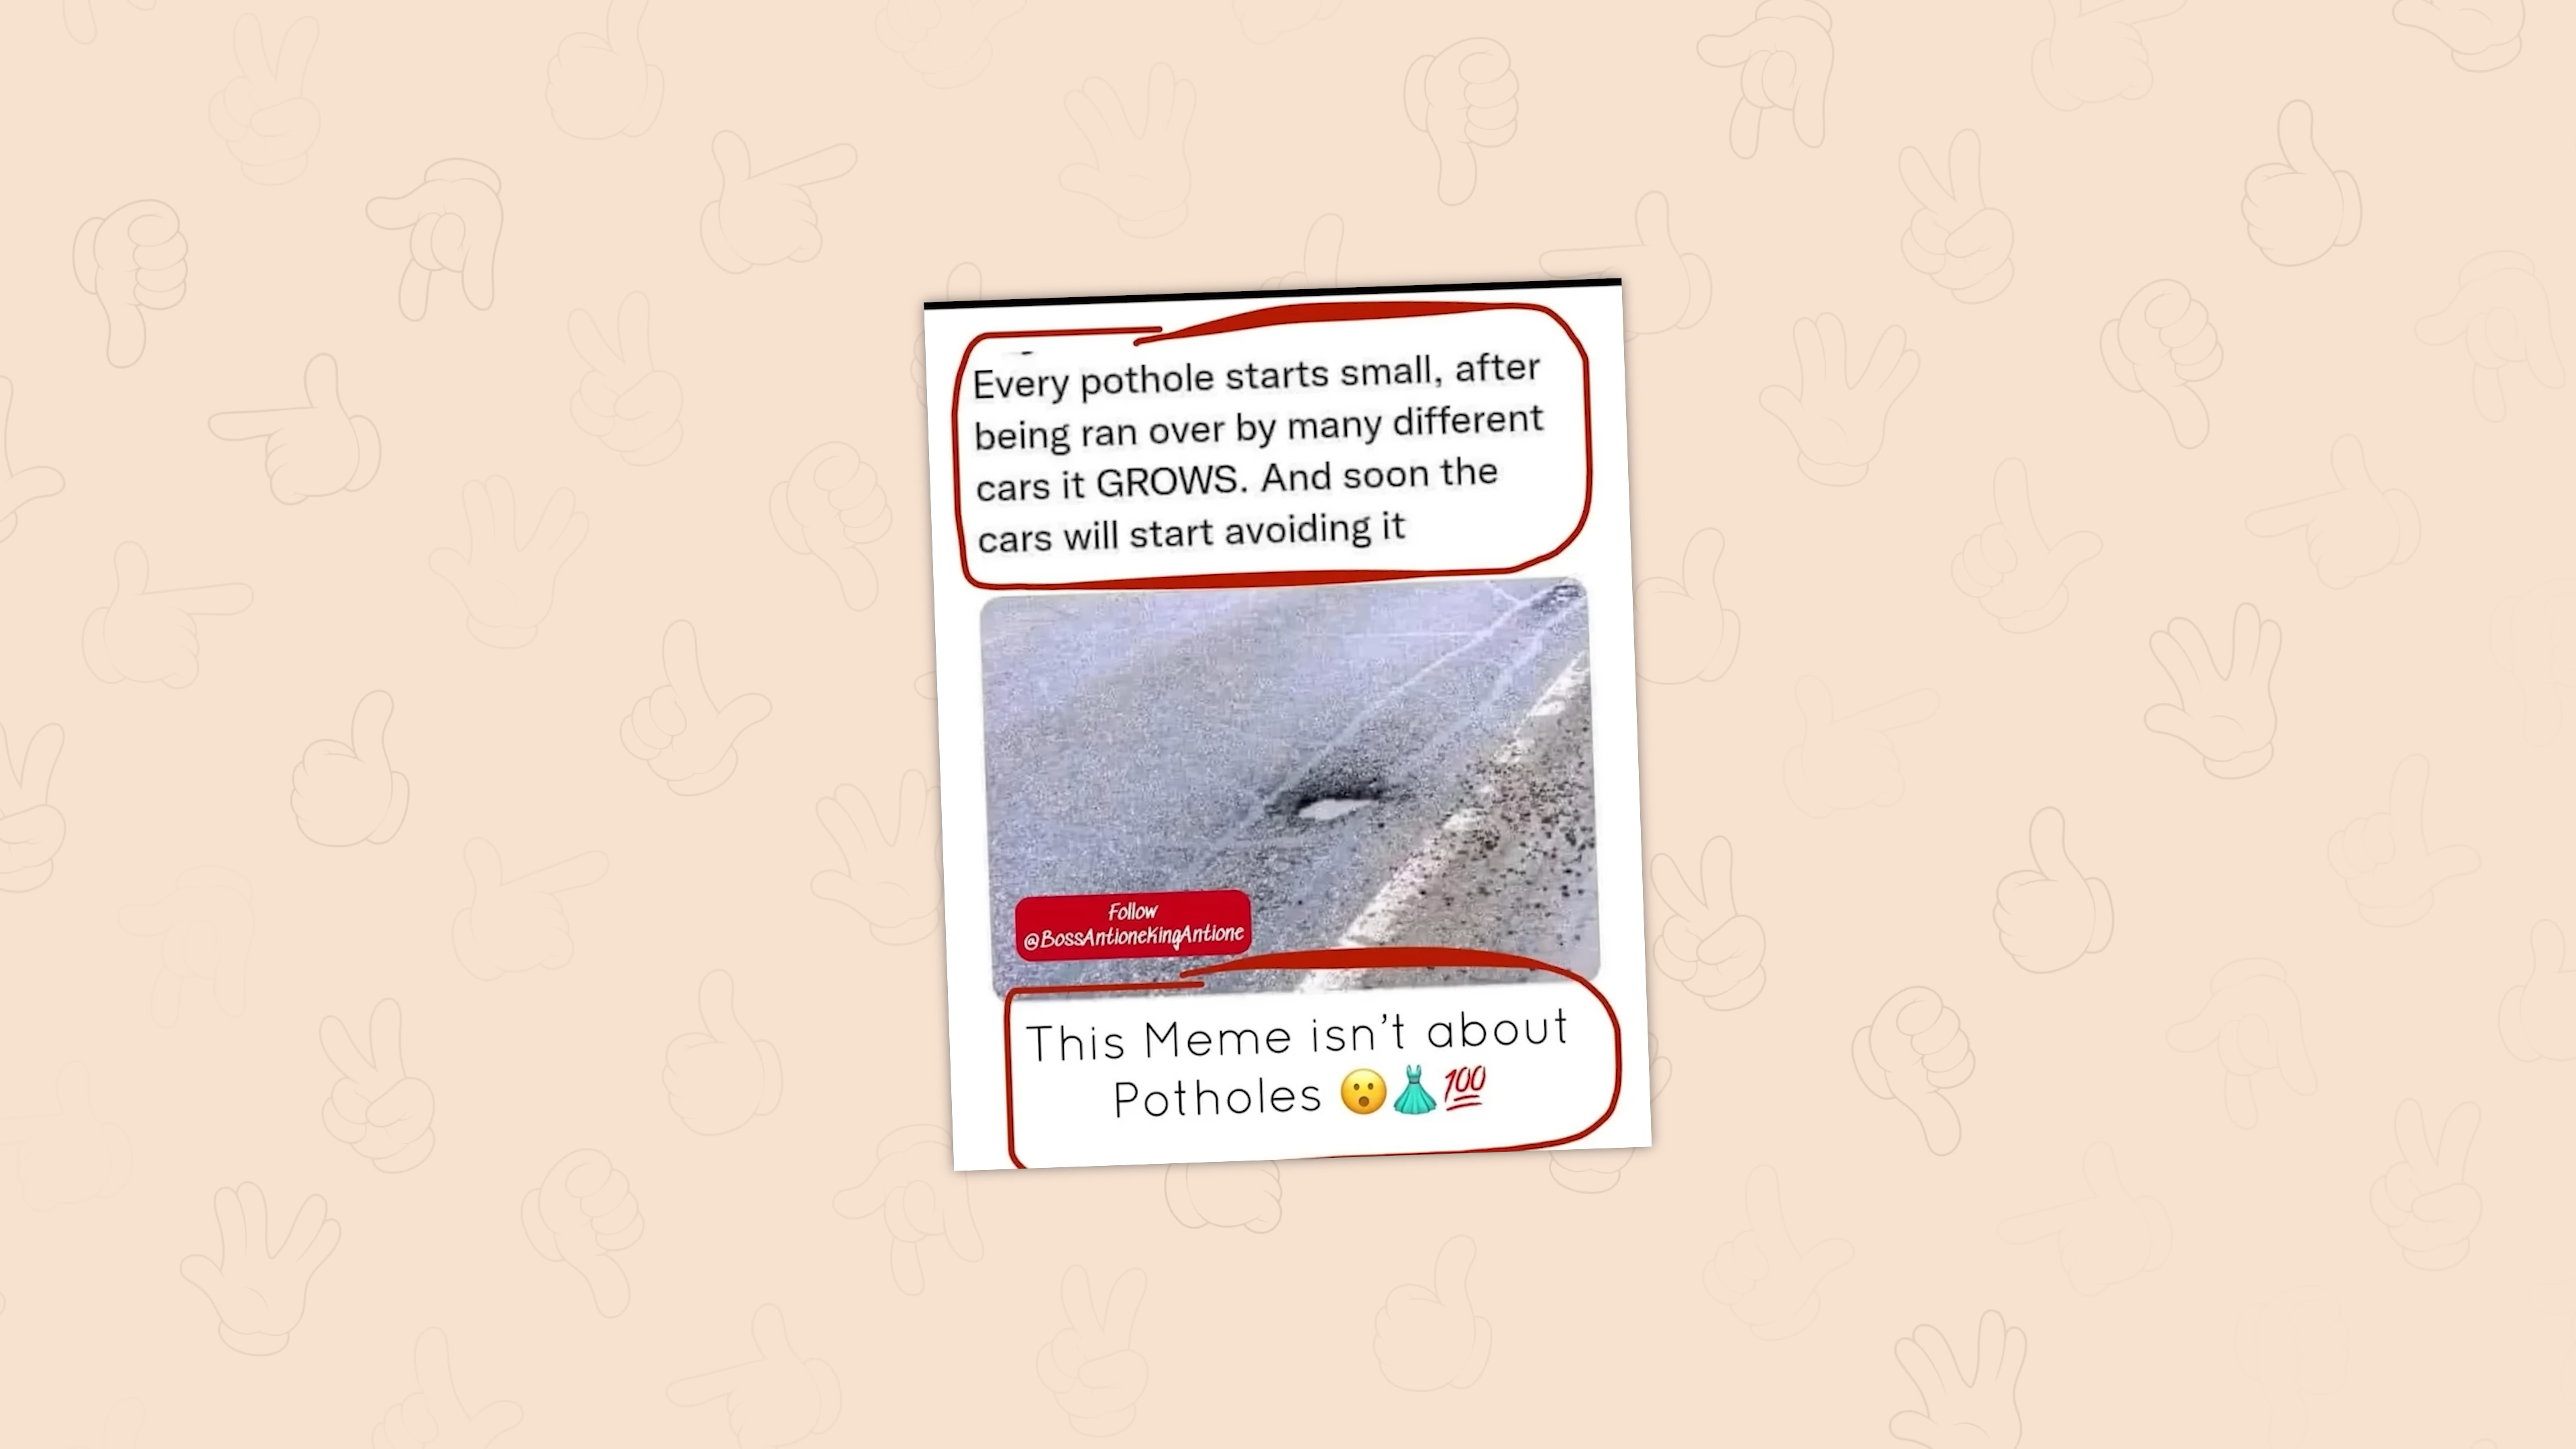 Every pothole starts small, after
being ran over by many different
cars it GROWS. And soon the
cars will start avoiding it
Follow
@BossAntioneKingAntione
This Meme isn't about
Potholes 😮👗💯